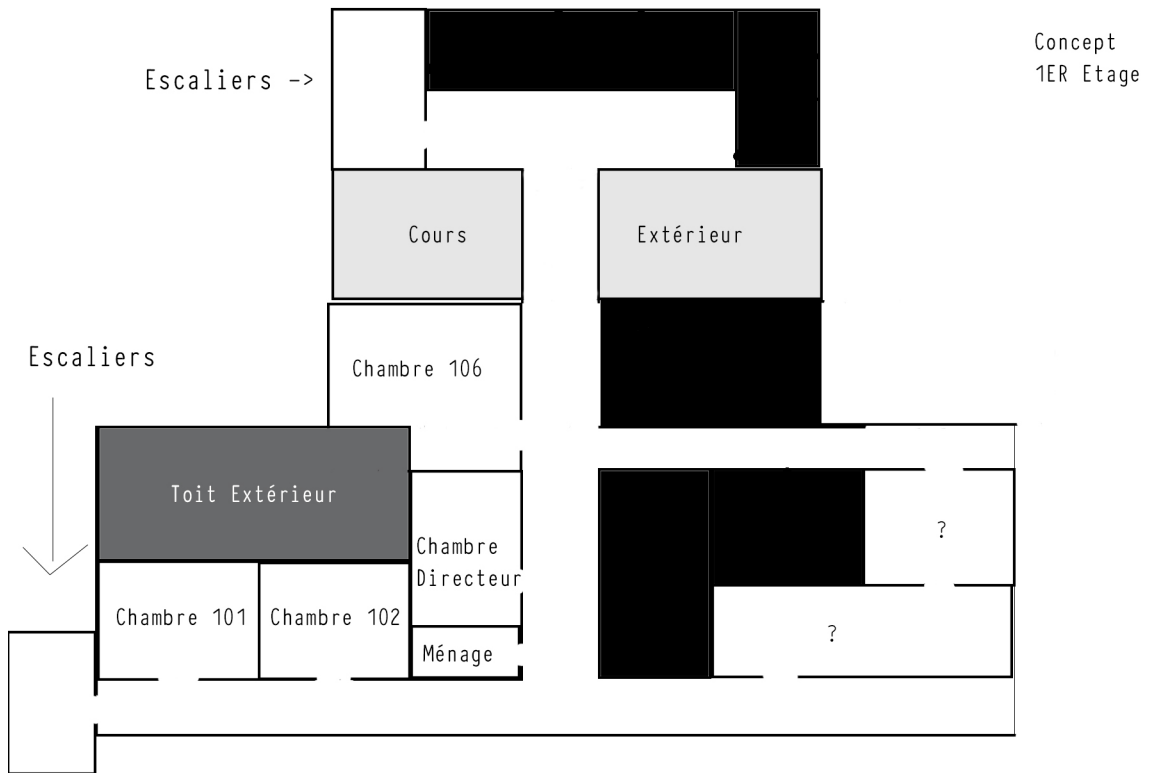 Concept
1ER Etage
Escaliers ->
Cours
Extérieur
Escaliers
Chambre 106
Toit Extérieur
?
Chambre
Directeur
Chambre 101
Chambre 102
?
Ménage